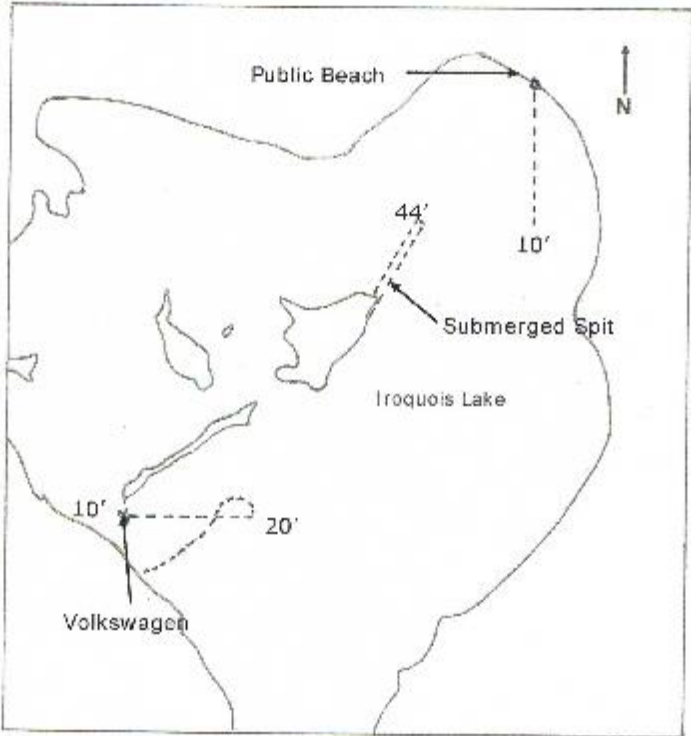 Public Beach
N
44'
10'
Submerged Spit
Iroquois Lake
10'
20'
Volkswagen